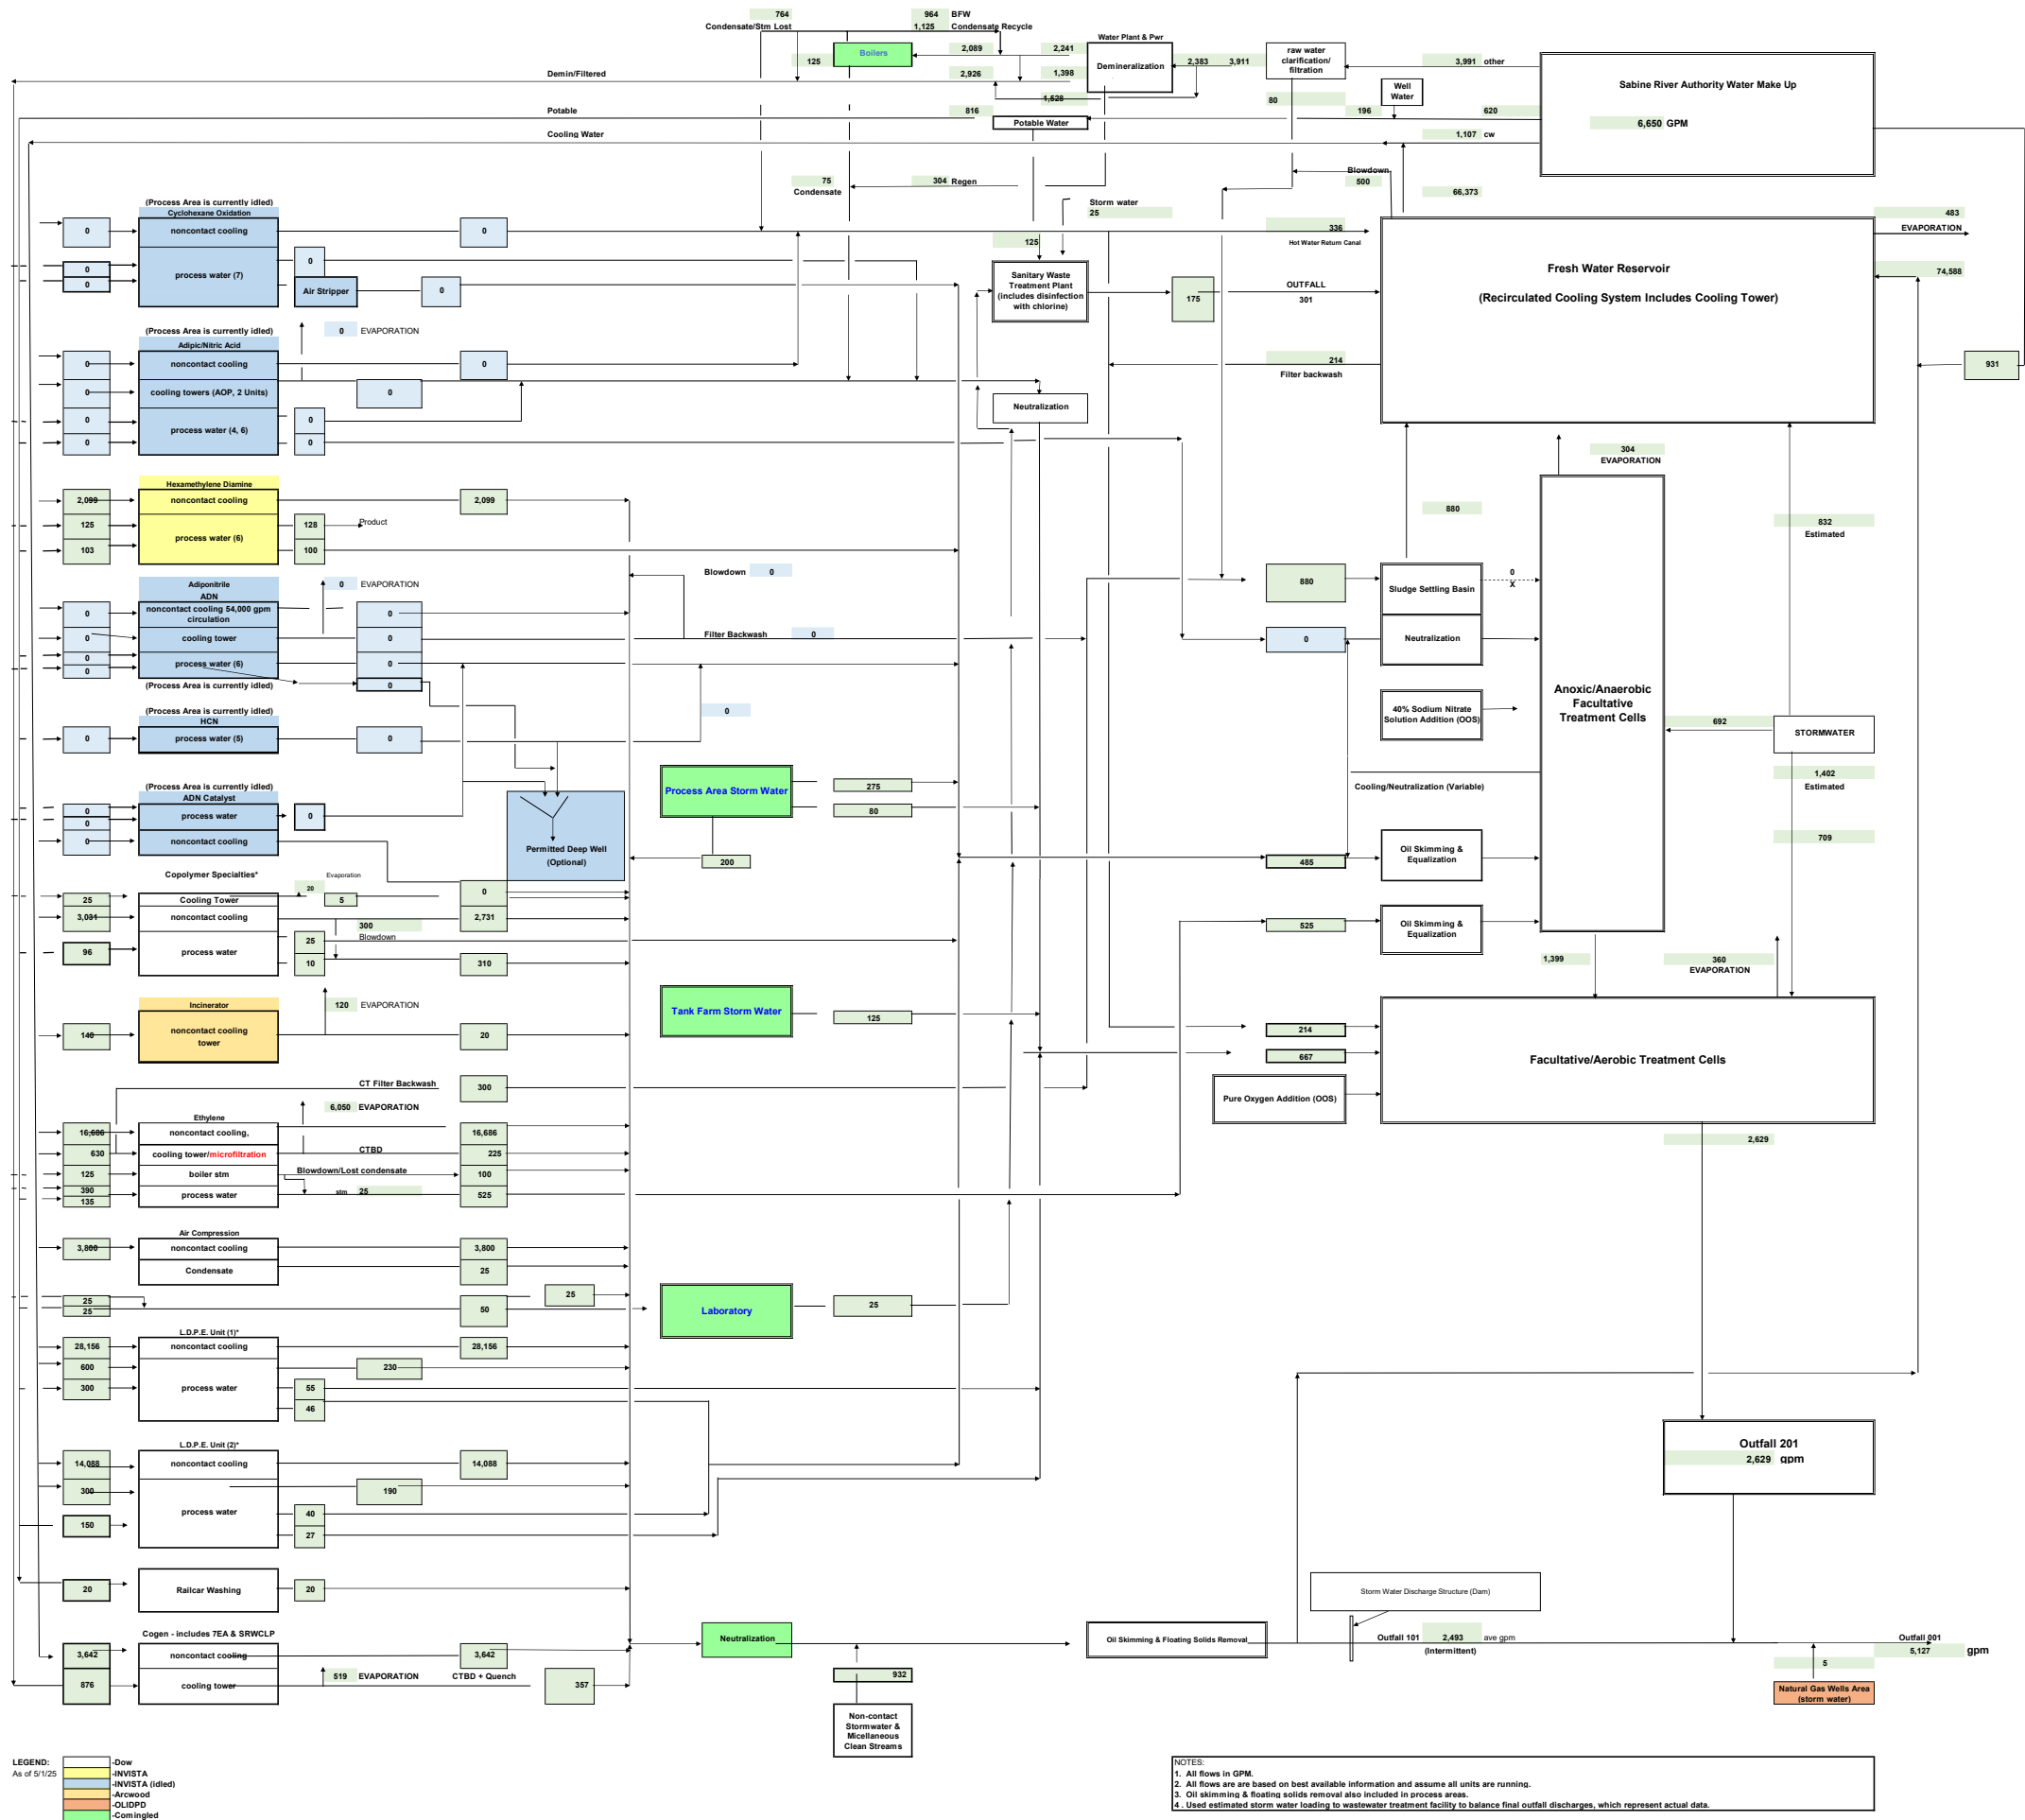 764
964 BFW
Condensate/Stm Lost
1,125 Condensate Recycle
Water Plant & Pwr
Boilers
125
2,089
2,241
Demineralization
2,383
3,911
raw water
clarification/
filtration
3,991 other
Demin/Filtered
2,926
1,398
1,528
80
Well
Water
Sabine River Authority Water Make Up
6,650 GPM
Potable
816
Potable Water
196
620
Cooling Water
1,107 cw
75
Condensate
304 Regen
Blowdown
500
66,373
Storm water
25
125
336
Hot Water Return Canal
483
EVAPORATION
74,588
Fresh Water Reservoir
(Recirculated Cooling System Includes Cooling Tower)
Sanitary Waste
Treatment Plant
(includes disinfection
with chlorine)
175
OUTFALL
301
214
Filter backwash
931
Neutralization
(Process Area is currently idled)
Cyclohexane Oxidation
0
noncontact cooling
0
0
0
process water (7)
0
Air Stripper
0
0 EVAPORATION
(Process Area is currently idled)
Adipic/Nitric Acid
0
noncontact cooling
0
0
cooling towers (AOP, 2 Units)
0
0
0
process water (4, 6)
0
0
Hexamethylene Diamine
2,099
noncontact cooling
2,099
125
103
process water (6)
128
Product
100
Adiponitrile
ADN
0 EVAPORATION
Blowdown 0
0
noncontact cooling 54,000 gpm
circulation
0
0
cooling tower
0
Filter Backwash 0
0
0
process water (6)
0
0
(Process Area is currently idled)
0
(Process Area is currently idled)
HCN
0
process water (5)
0
(Process Area is currently idled)
ADN Catalyst
0
0
process water
0
0
noncontact cooling
0
Permitted Deep Well
(Optional)
Process Area Storm Water
275
80
200
304
EVAPORATION
880
832
Estimated
880
Sludge Settling Basin
0
X
0
Neutralization
40% Sodium Nitrate
Solution Addition (OOS)
Anoxic/Anaerobic
Facultative
Treatment Cells
692
STORMWATER
1,402
Estimated
709
Cooling/Neutralization (Variable)
485
Oil Skimming &
Equalization
525
Oil Skimming &
Equalization
1,399
360
EVAPORATION
Copolymer Specialties*
20
Evaporation
25
Cooling Tower
5
3,031
noncontact cooling
2,731
300
Blowdown
96
process water
25
10
310
Incinerator
120 EVAPORATION
140
noncontact cooling
tower
20
Tank Farm Storm Water
125
214
667
Facultative/Aerobic Treatment Cells
Pure Oxygen Addition (OOS)
2,629
CT Filter Backwash
300
6,050 EVAPORATION
Ethylene
16,686
noncontact cooling,
16,686
630
cooling tower/microfiltration
CTBD
225
125
boiler stm
Blowdown/Lost condensate
100
390
135
process water
stm 25
525
Air Compression
3,800
noncontact cooling
3,800
Condensate
25
25
25
50
25
Laboratory
25
L.D.P.E. Unit (1)*
28,156
noncontact cooling
28,156
600
230
300
process water
55
46
L.D.P.E. Unit (2)*
14,088
noncontact cooling
14,088
300
190
process water
40
150
27
Outfall 201
2,629 gpm
20
Railcar Washing
20
Storm Water Discharge Structure (Dam)
Cogen - includes 7EA & SRWCLP
3,642
noncontact cooling
3,642
519 EVAPORATION
CTBD + Quench
876
cooling tower
357
Neutralization
932
Non-contact
Stormwater &
Micellaneous
Clean Streams
Oil Skimming & Floating Solids Removal
Outfall 101 2,493 ave gpm
(Intermittent)
Outfall 001
5,127 gpm
5
Natural Gas Wells Area
(storm water)
LEGEND:
As of 5/1/25
-Dow
-INVISTA
-INVISTA (idled)
-Arcwood
-OLIDPD
-Comingled
NOTES:
1. All flows in GPM.
2. All flows are are based on best available information and assume all units are running.
3. Oil skimming & floating solids removal also included in process areas.
4 . Used estimated storm water loading to wastewater treatment facility to balance final outfall discharges, which represent actual data.